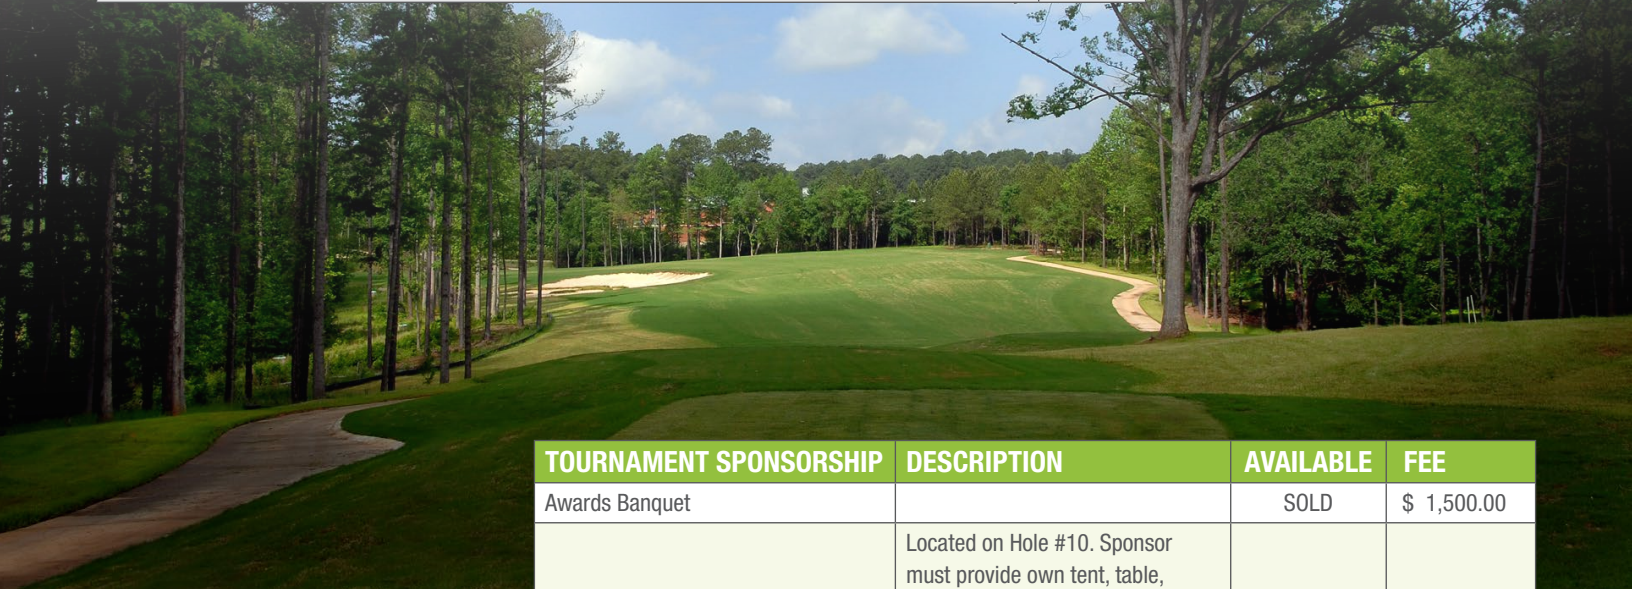 TOURNAMENT SPONSORSHIP DESCRIPTION AVAILABLE FEE
Awards Banquet SOLD $ 1,500.00
Located on Hole #10. Sponsor
must provide own tent, table,